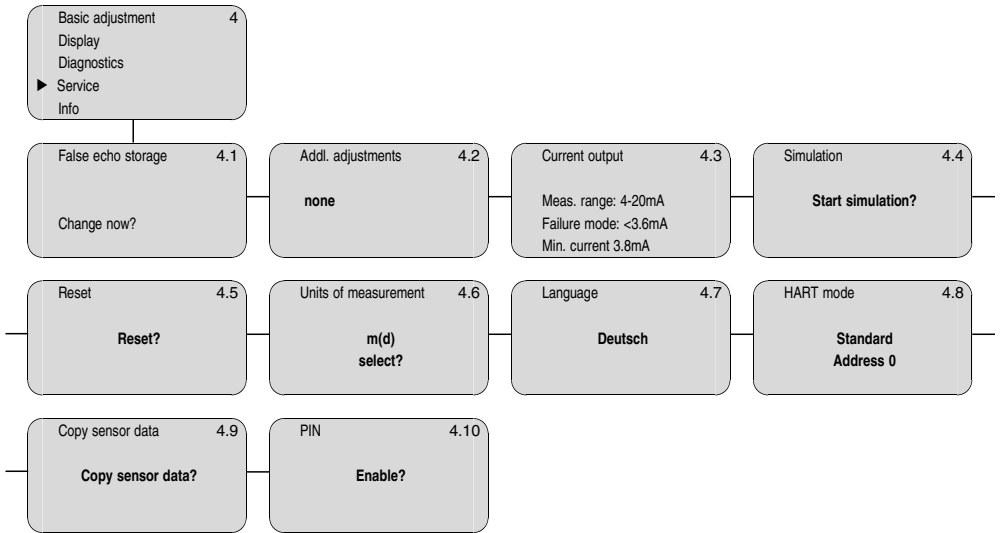 Basic adjustment 4
Display
Diagnostics
▶ Service
Info
False echo storage 4.1
Change now?
Addl. adjustments 4.2
none
Current output 4.3
Meas. range: 4-20mA
Failure mode: <3.6mA
Min. current 3.8mA
Simulation 4.4
Start simulation?
Reset 4.5
Reset?
Units of measurement 4.6
m(d)
select?
Language 4.7
Deutsch
HART mode 4.8
Standard
Address 0
Copy sensor data 4.9
Copy sensor data?
PIN 4.10
Enable?